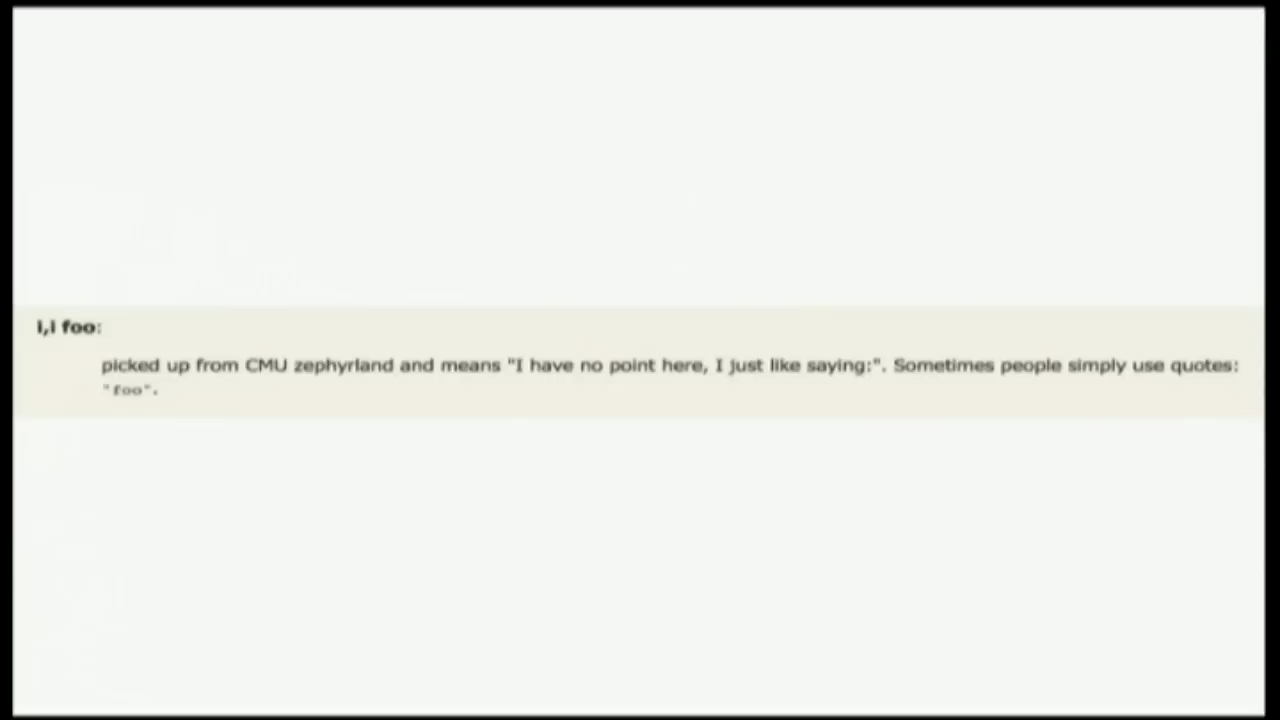 i,i foo:
picked up from CMU zephyrland and means "I have no point here, I just like saying:". Sometimes people simply use quotes:
"foo".